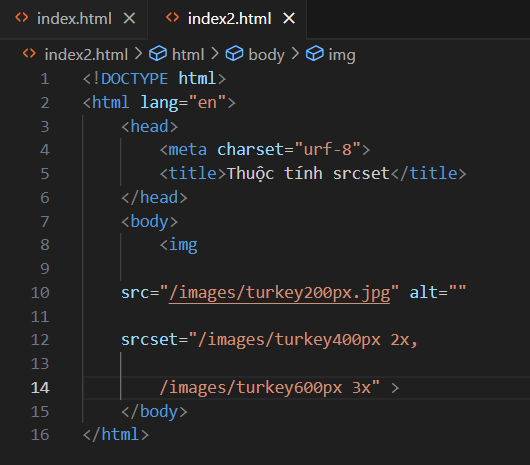 index.html
index2.html
index2.html > html > body > img
1 <!DOCTYPE html>
2 <html lang="en">
3 <head>
4 <meta charset="urf-8">
5 <title>Thuộc tính srcset</title>
6 </head>
7 <body>
8 <img
9
10 src="/images/turkey200px.jpg" alt=""
11
12 srcset="/images/turkey400px 2x,
13
14 /images/turkey600px 3x" >
15 </body>
16 </html>